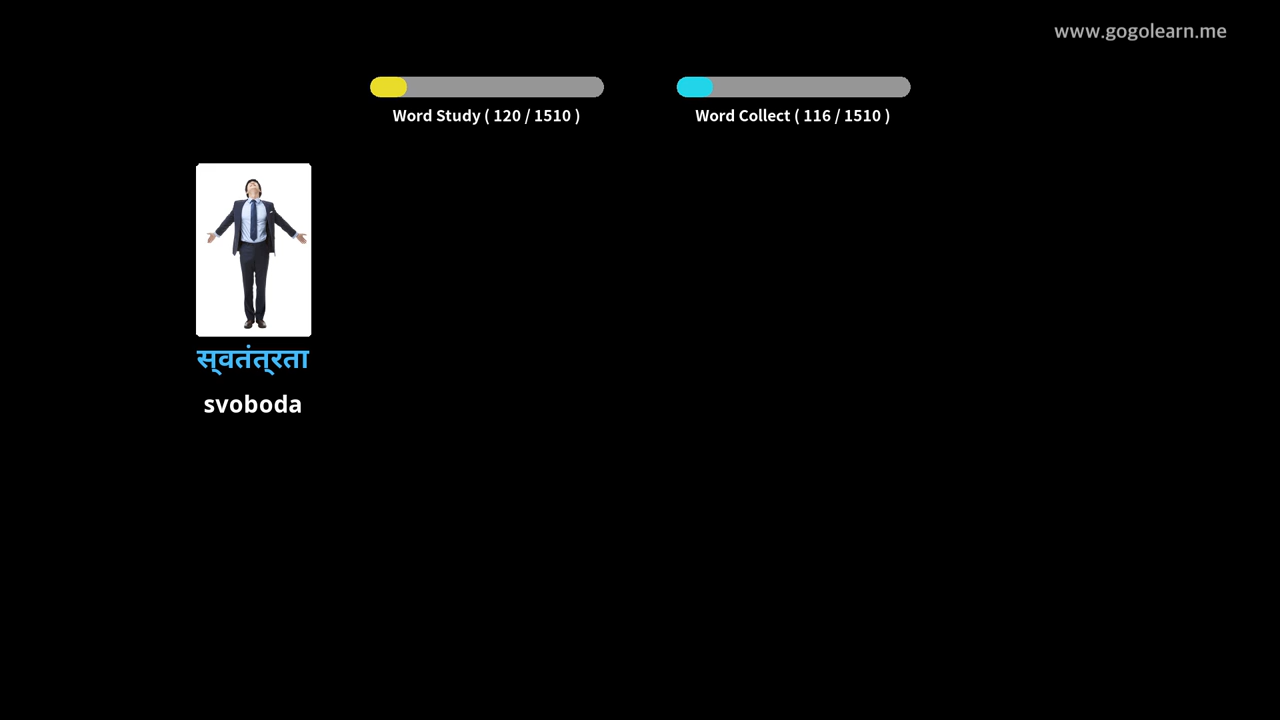 www.gogolearn.me
Word Study ( 120 / 1510 )
Word Collect ( 116 / 1510 )
स्वतंत्रता
svoboda